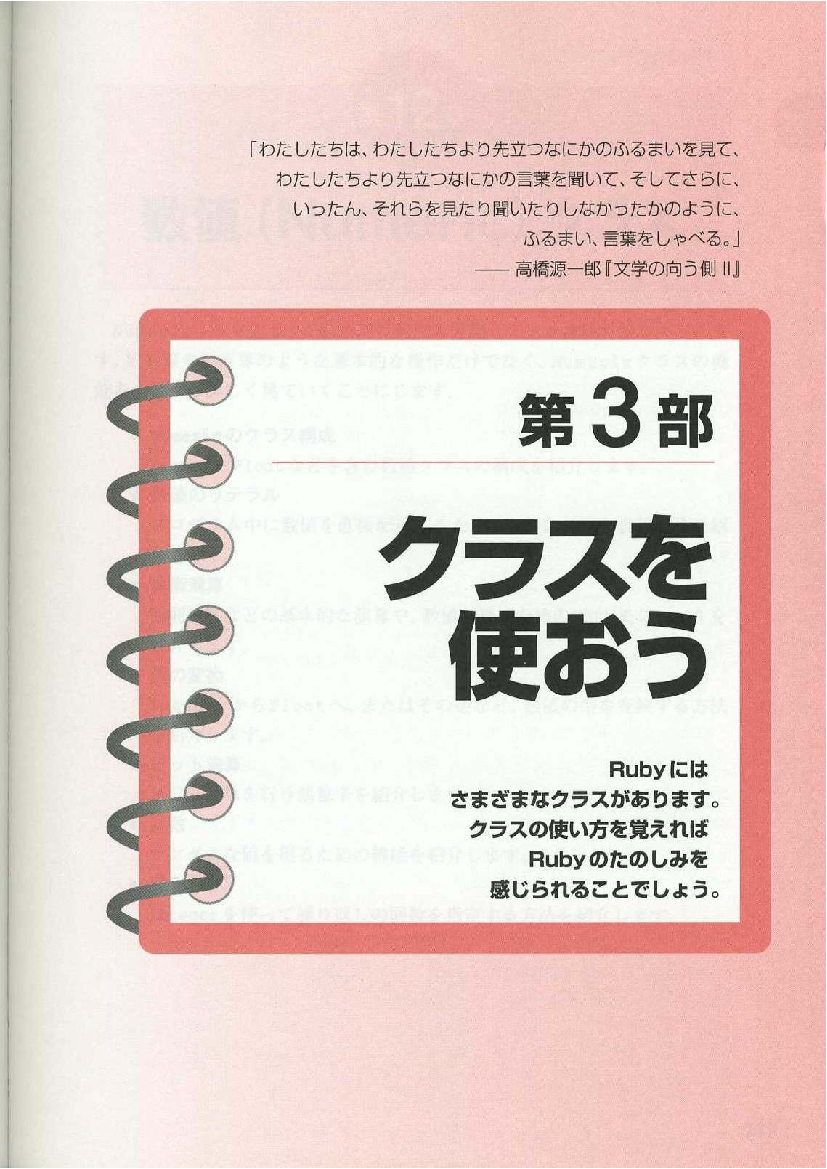 「わたしたちは、わたしたちより先立つなにかのふるまいを見て、
わたしたちより先立つなにかの言葉を聞いて、そしてさらに、
いったん、それらを見たり聞いたりしなかったかのように、
ふるまい、言葉をしゃべる。」
―― 高橋源一郎『文学の向う側 II』
第3部
クラスを
使おう
Rubyには
さまざまなクラスがあります。
クラスの使い方を覚えれば
Rubyのたのしみを
感じられることでしょう。